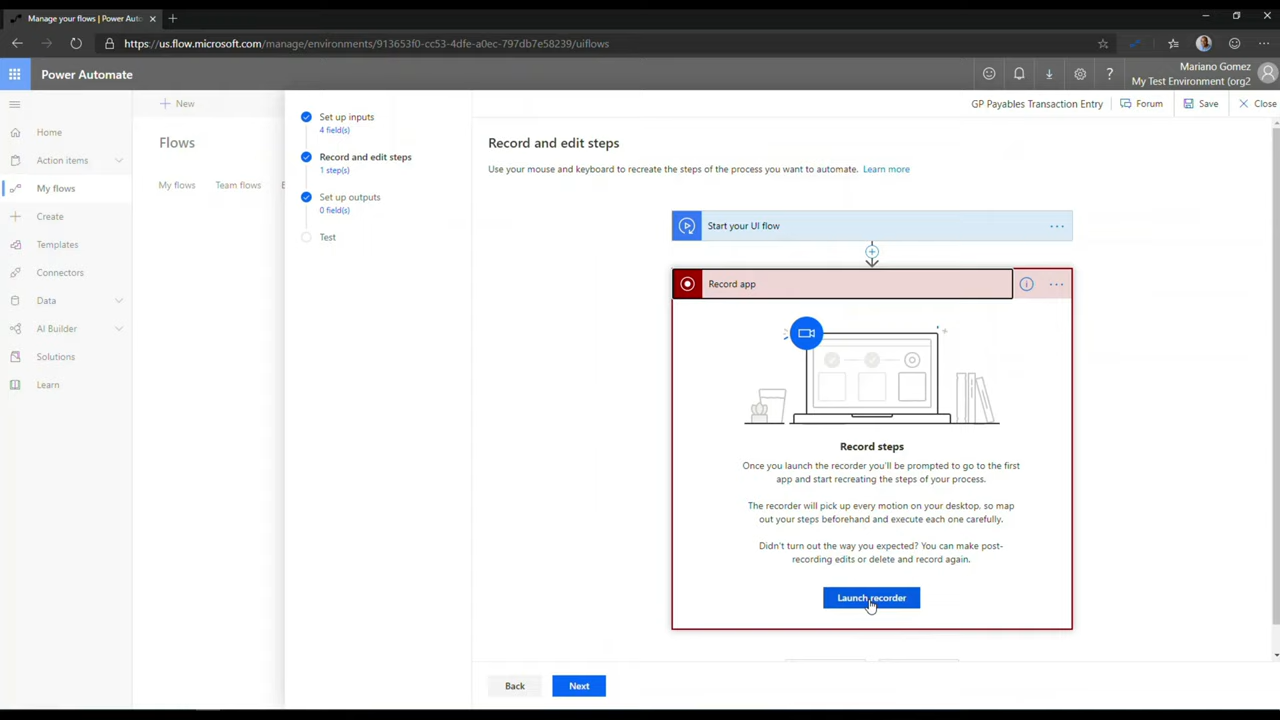 Manage your flows | Power Auto
https://us.flow.microsoft.com/manage/environments/913653f0-cc53-4dfe-a0ec-797db7e58239/uiflows
Power Automate
Mariano Gomez
My Test Environment (org2
New
GP Payables Transaction Entry
Forum
Save
Close
Home
Action items
My flows
Create
Templates
Connectors
Data
AI Builder
Solutions
Learn
Flows
My flows
Team flows
Set up inputs
4 field(s)
Record and edit steps
1 step(s)
Set up outputs
0 field(s)
Test
Record and edit steps
Use your mouse and keyboard to recreate the steps of the process you want to automate. Learn more
Start your UI flow
Record app
Record steps
Once you launch the recorder you'll be prompted to go to the first
app and start recreating the steps of your process.
The recorder will pick up every motion on your desktop, so map
out your steps beforehand and execute each one carefully.
Didn't turn out the way you expected? You can make post-
recording edits or delete and record again.
Launch recorder
Back
Next